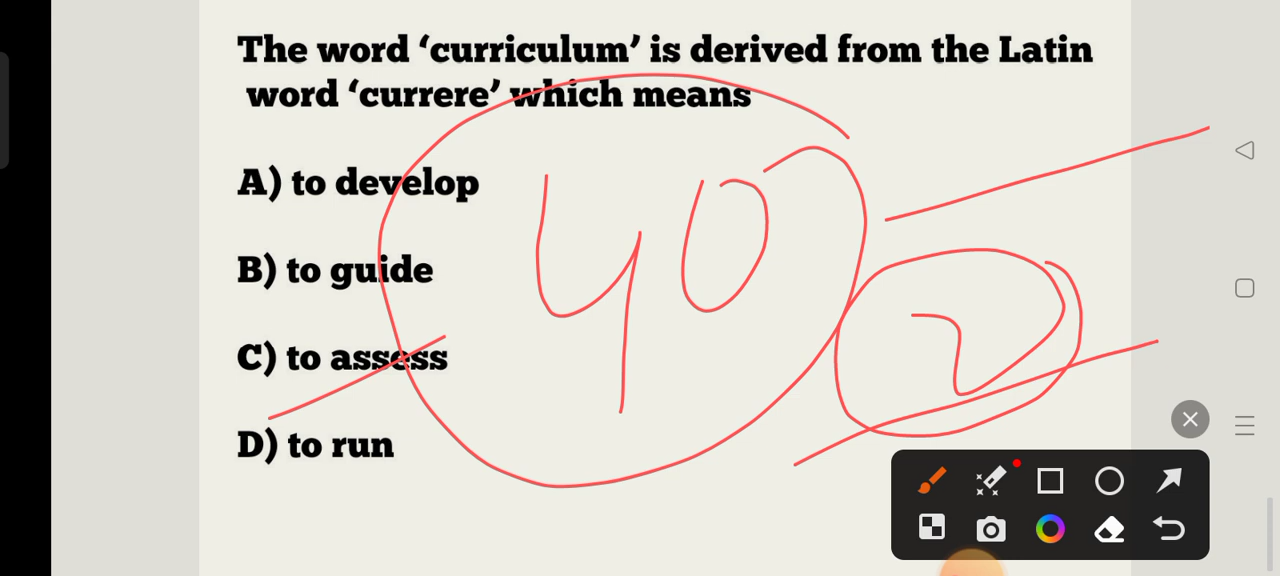 The word ‘curriculum’ is derived from the Latin
word ‘currere’ which means
A) to develop
B) to guide
C) to assess
D) to run
40